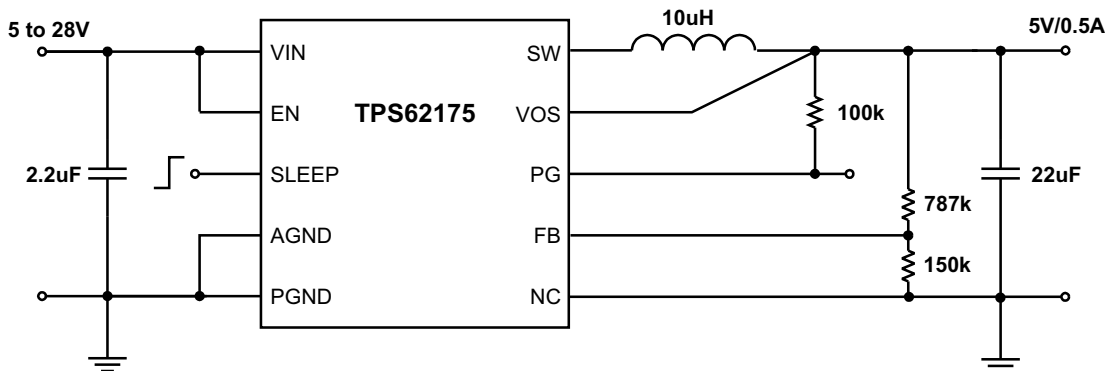 5 to 28V
10uH
5V/0.5A
VIN
SW
EN
TPS62175
VOS
100k
2.2uF
SLEEP
PG
22uF
787k
AGND
FB
150k
PGND
NC